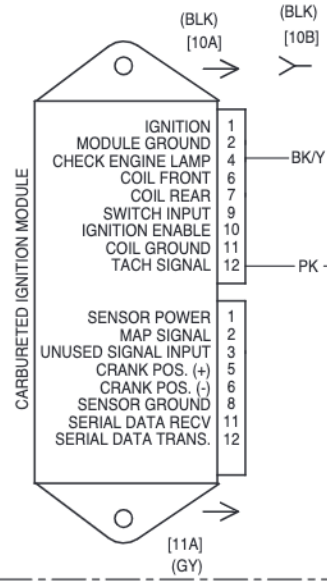 (BLK)
[10A]
(BLK)
[10B]
CARBURETED IGNITION MODULE
IGNITION 1
MODULE GROUND 2
CHECK ENGINE LAMP 4 BK/Y
COIL FRONT 6
COIL REAR 7
SWITCH INPUT 9
IGNITION ENABLE 10
COIL GROUND 11
TACH SIGNAL 12 PK
SENSOR POWER 1
MAP SIGNAL 2
UNUSED SIGNAL INPUT 3
CRANK POS. (+) 5
CRANK POS. (-) 6
SENSOR GROUND 8
SERIAL DATA RECV 11
SERIAL DATA TRANS. 12
[11A]
(GY)